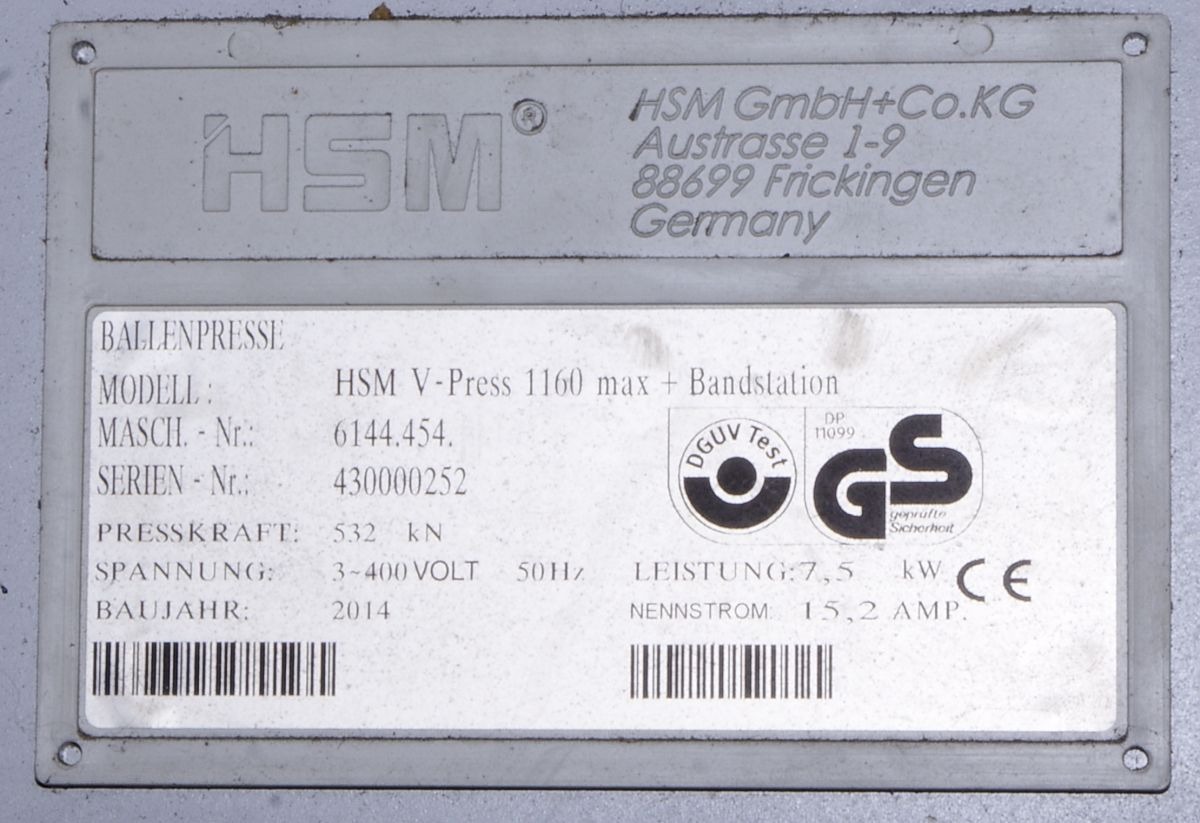 HSM®
HSM GmbH+Co.KG
Austrasse 1-9
88699 Frickingen
Germany
BALLENPRESSE
MODELL: HSM V-Press 1160 max + Bandstation
MASCH. - Nr.: 6144.454.
SERIEN - Nr.: 430000252
DGUV Test
DP
11099
GS
geprüfte
Sicherheit
PRESSKRAFT: 532 kN
SPANNUNG: 3~400 VOLT 50Hz LEISTUNG: 7,5 kW CE
BAUJAHR: 2014 NENNSTROM: 15,2 AMP.